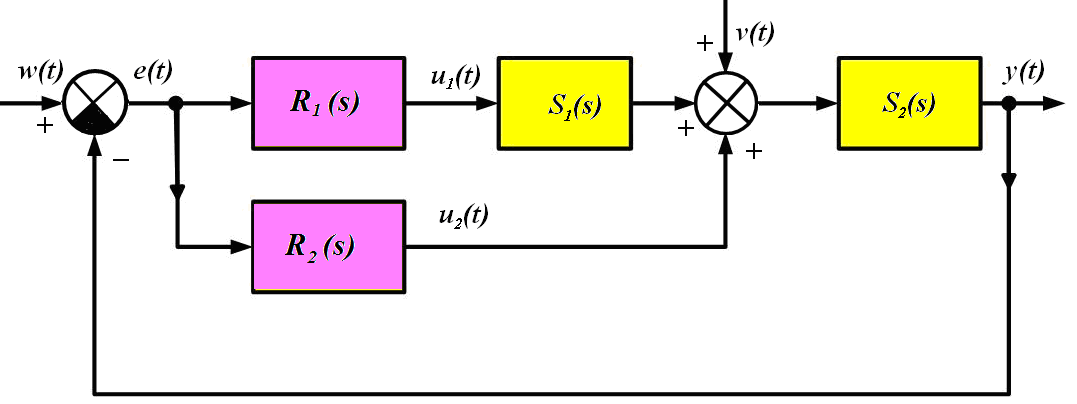 w(t)
+
−
e(t)
R₁(s)
u₁(t)
S₁(s)
+
+
v(t)
+
S₂(s)
y(t)
R₂(s)
u₂(t)